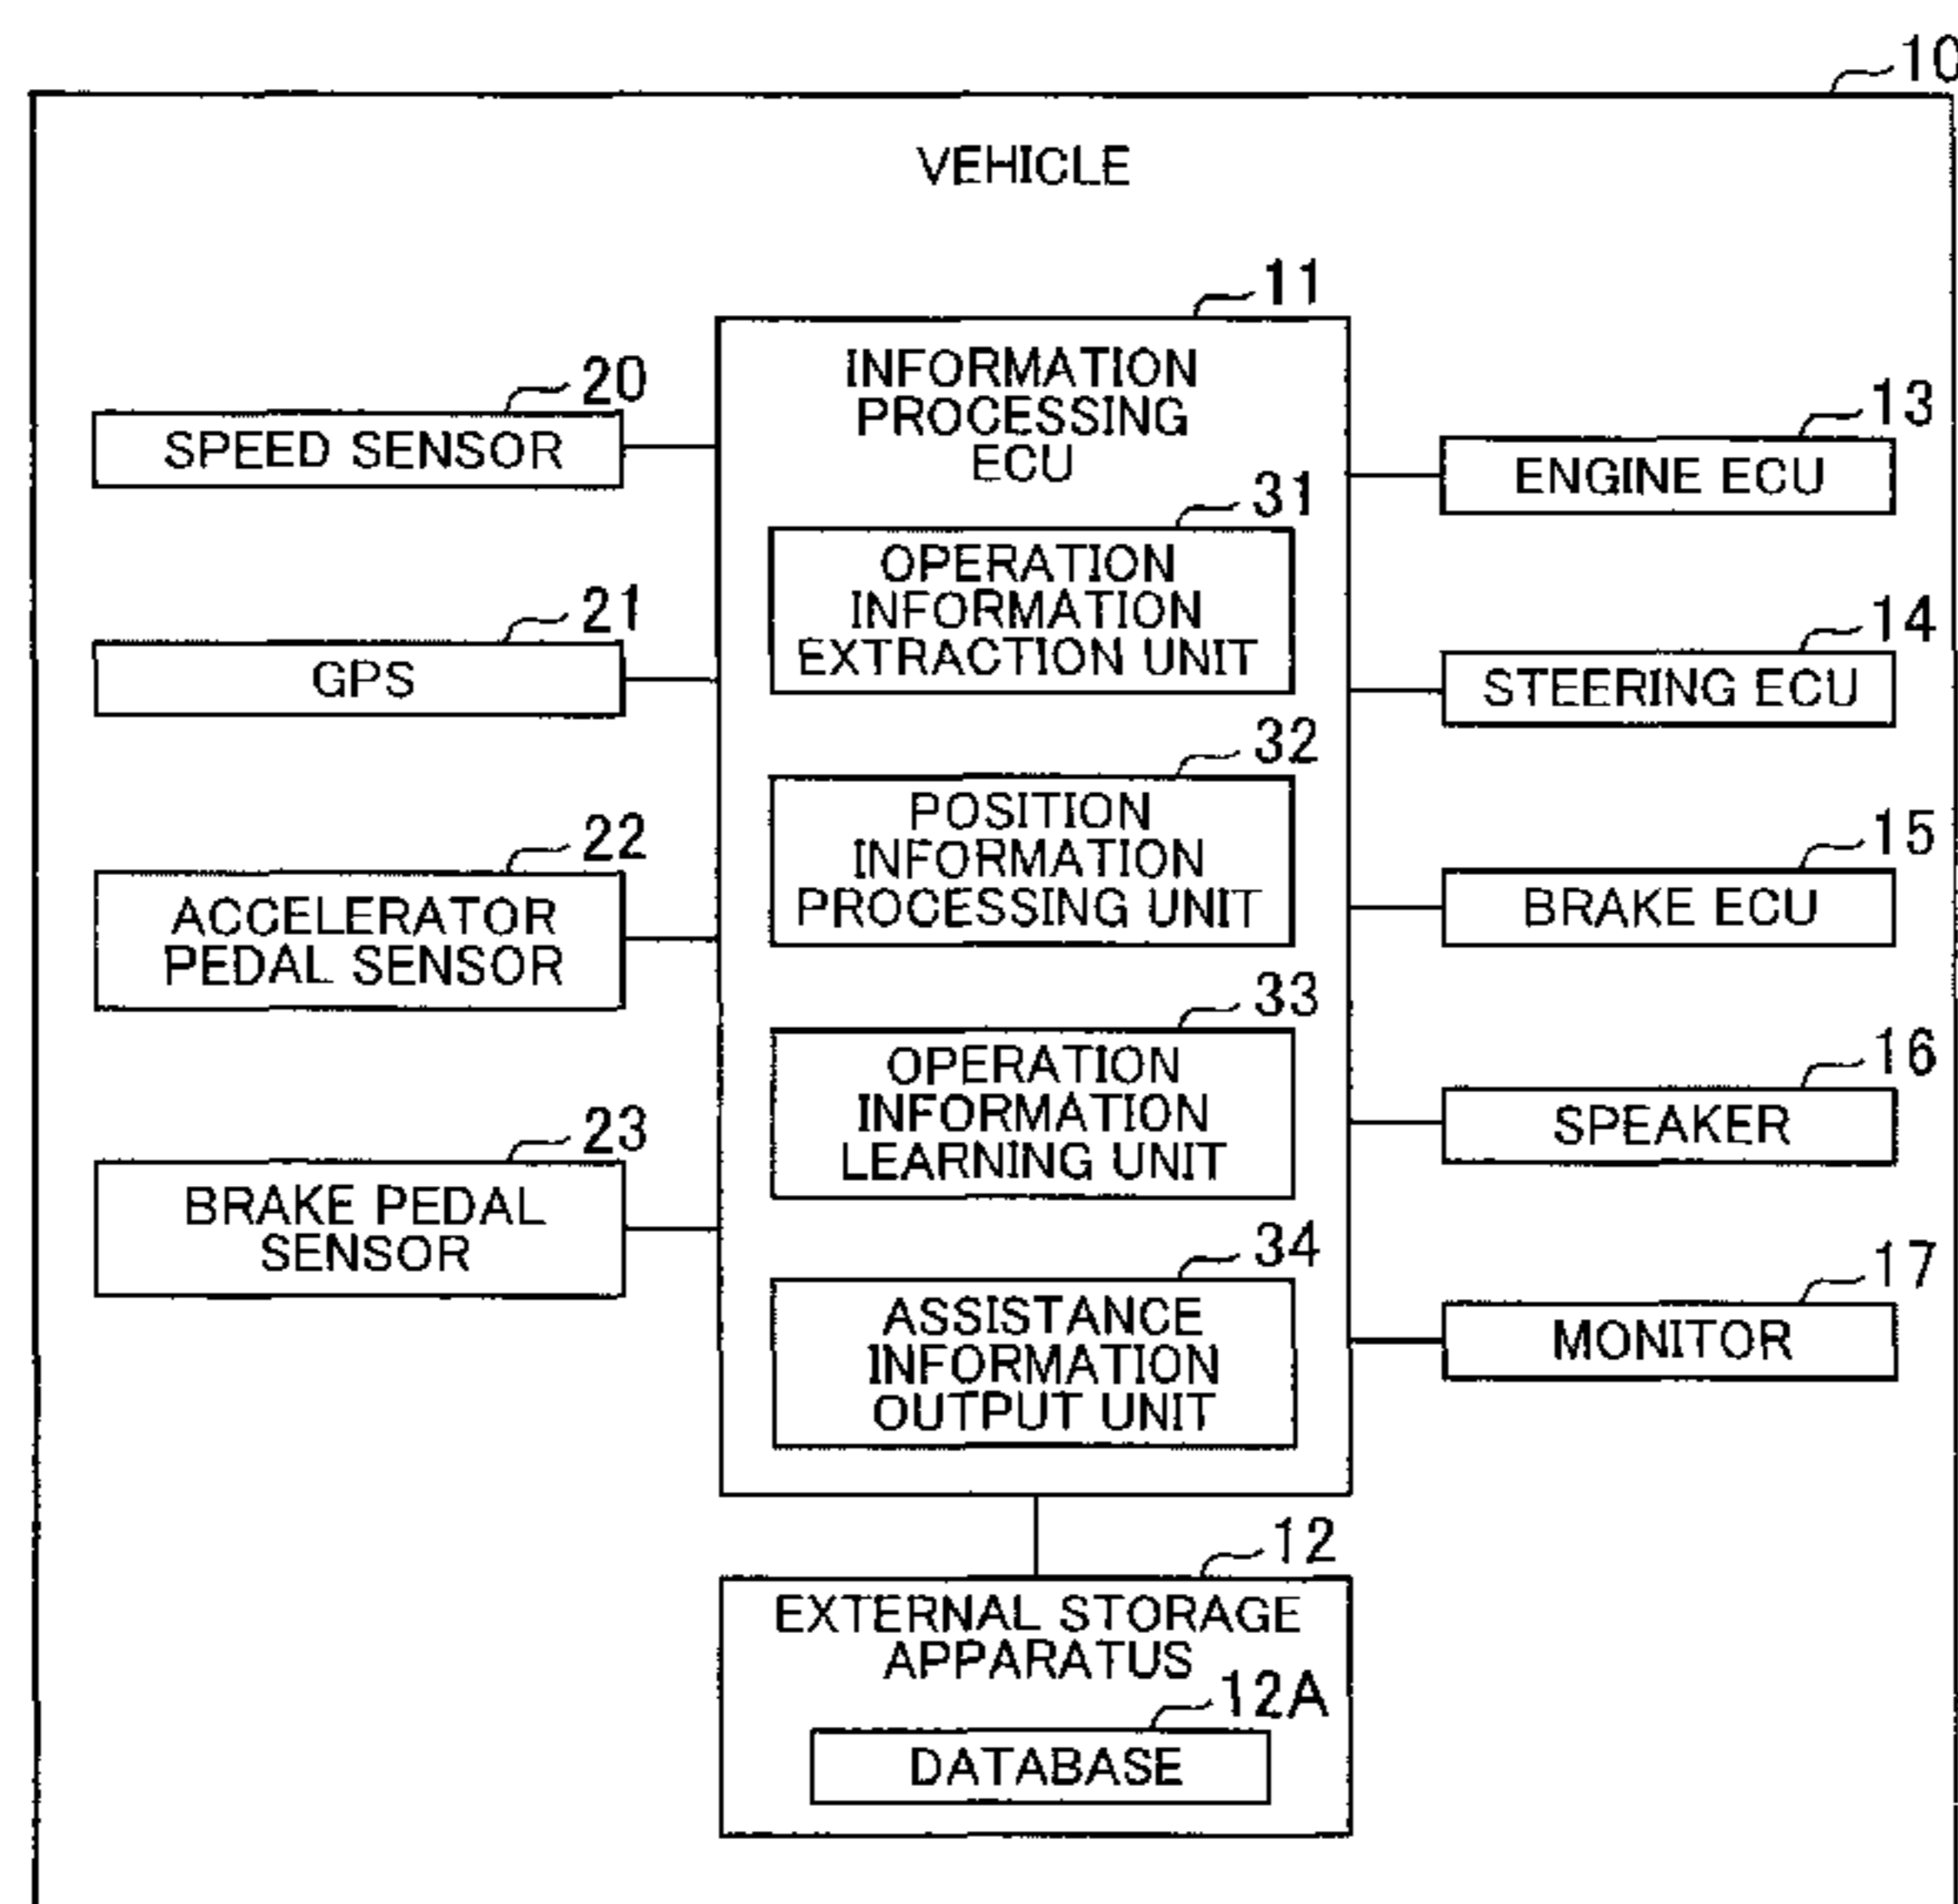 10
VEHICLE
11
INFORMATION
PROCESSING
ECU
20
SPEED SENSOR
21
GPS
22
ACCELERATOR
PEDAL SENSOR
23
BRAKE PEDAL
SENSOR
31
OPERATION
INFORMATION
EXTRACTION UNIT
32
POSITION
INFORMATION
PROCESSING UNIT
33
OPERATION
INFORMATION
LEARNING UNIT
34
ASSISTANCE
INFORMATION
OUTPUT UNIT
13
ENGINE ECU
14
STEERING ECU
15
BRAKE ECU
16
SPEAKER
17
MONITOR
12
EXTERNAL STORAGE
APPARATUS
12A
DATABASE